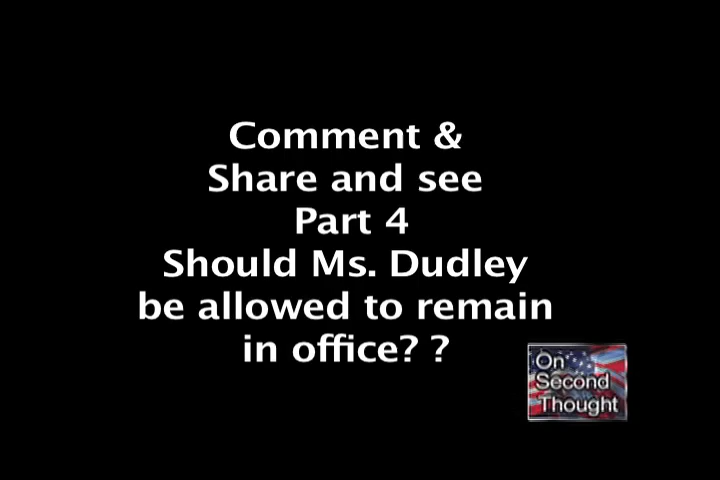 Comment &
Share and see
Part 4
Should Ms. Dudley
be allowed to remain
in office? ?
On
Second
Thought